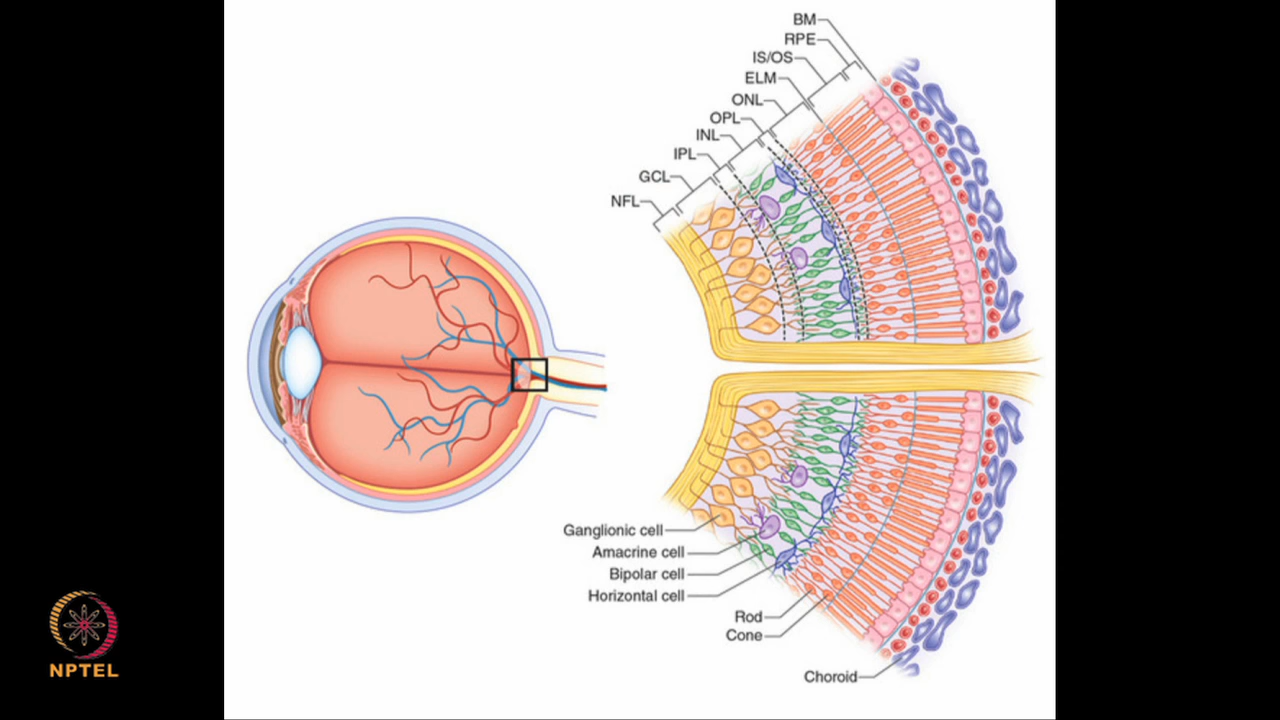 BM
RPE
IS/OS
ELM
ONL
OPL
INL
IPL
GCL
NFL
Ganglionic cell
Amacrine cell
Bipolar cell
Horizontal cell
Rod
Cone
Choroid
NPTEL